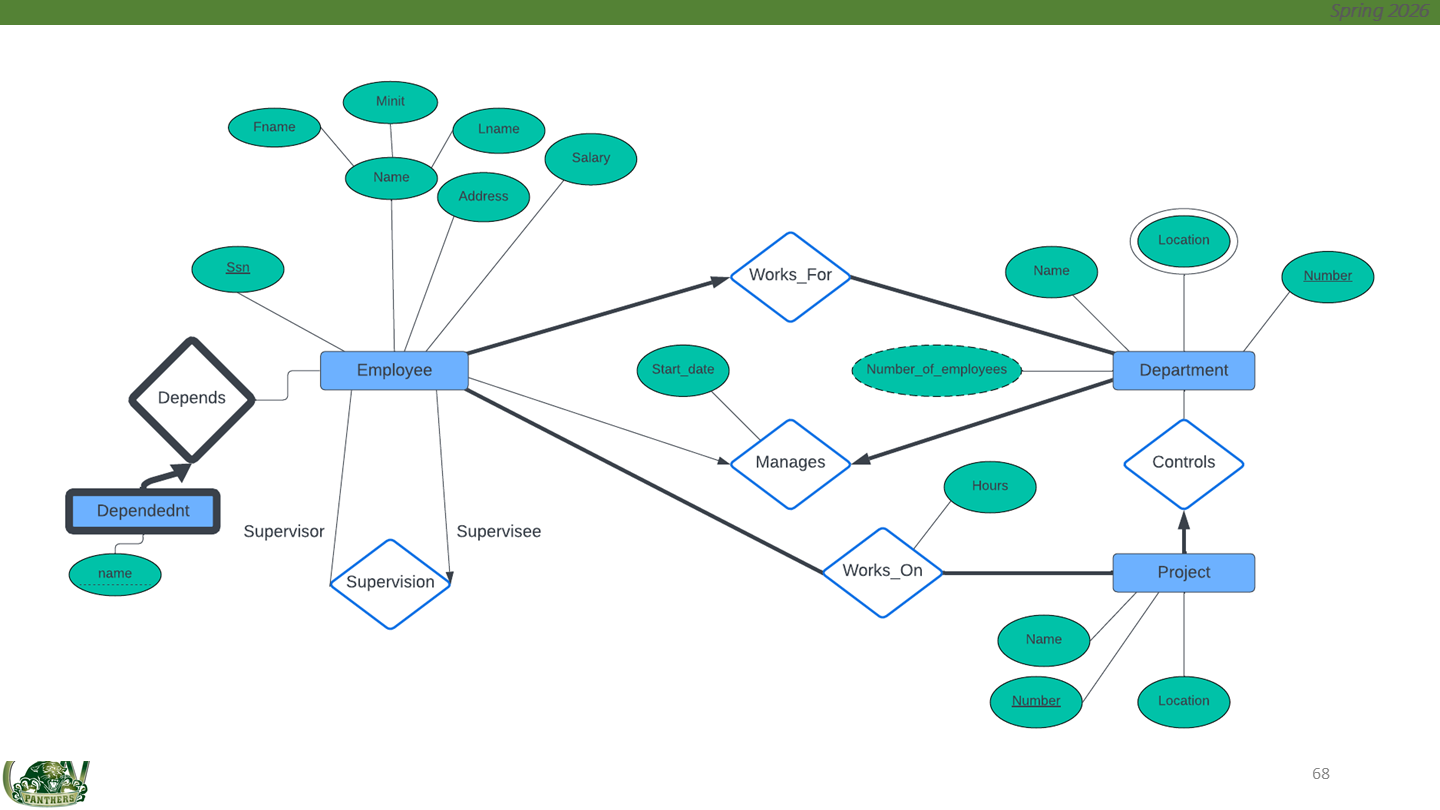 Spring 2026
Minit
Fname
Lname
Salary
Name
Address
Ssn
Works_For
Location
Name
Number
Employee
Start_date
Number_of_employees
Department
Depends
Manages
Controls
Hours
Dependednt
Supervisor
Supervisee
name
Supervision
Works_On
Project
Name
Number
Location
PANTHERS
68